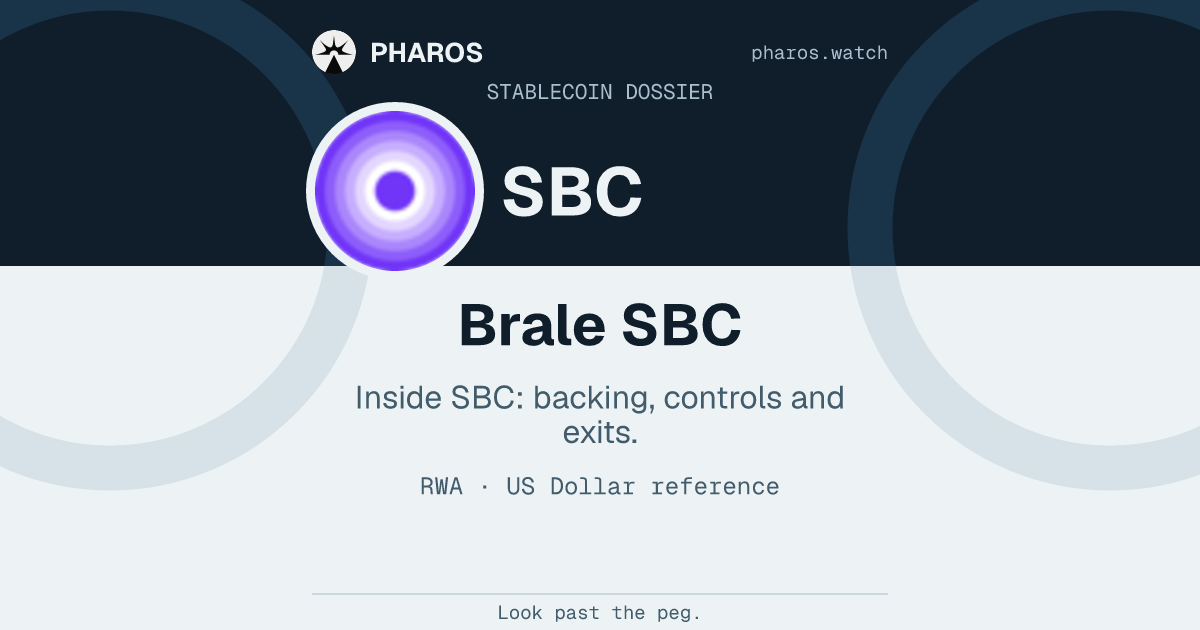 PHAROS
pharos.watch
STABLECOIN DOSSIER
SBC
Brale SBC
Inside SBC: backing, controls and
exits.
RWA · US Dollar reference
Look past the peg.